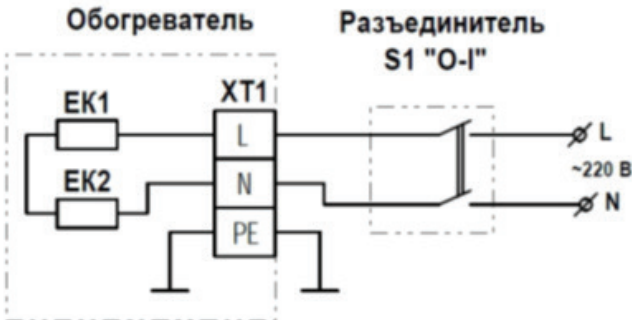 Обогреватель
Разъединитель
S1 "O-I"
XT1
EK1
L
L
~220 В
EK2
N
N
PE